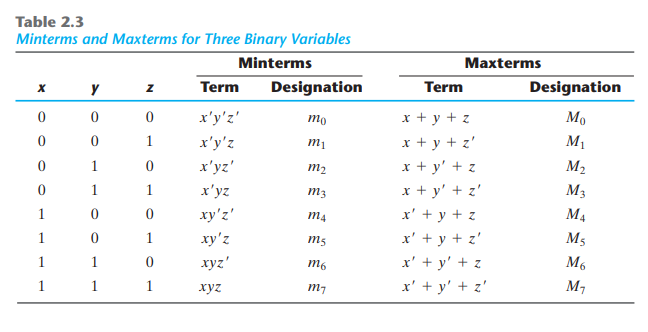 Table 2.3
Minterms and Maxterms for Three Binary Variables
Minterms Maxterms
x y z Term Designation Term Designation
0 0 0 x'y'z' m0 x + y + z M0
0 0 1 x'y'z m1 x + y + z' M1
0 1 0 x'yz' m2 x + y' + z M2
0 1 1 x'yz m3 x + y' + z' M3
1 0 0 xy'z' m4 x' + y + z M4
1 0 1 xy'z m5 x' + y + z' M5
1 1 0 xyz' m6 x' + y' + z M6
1 1 1 xyz m7 x' + y' + z' M7